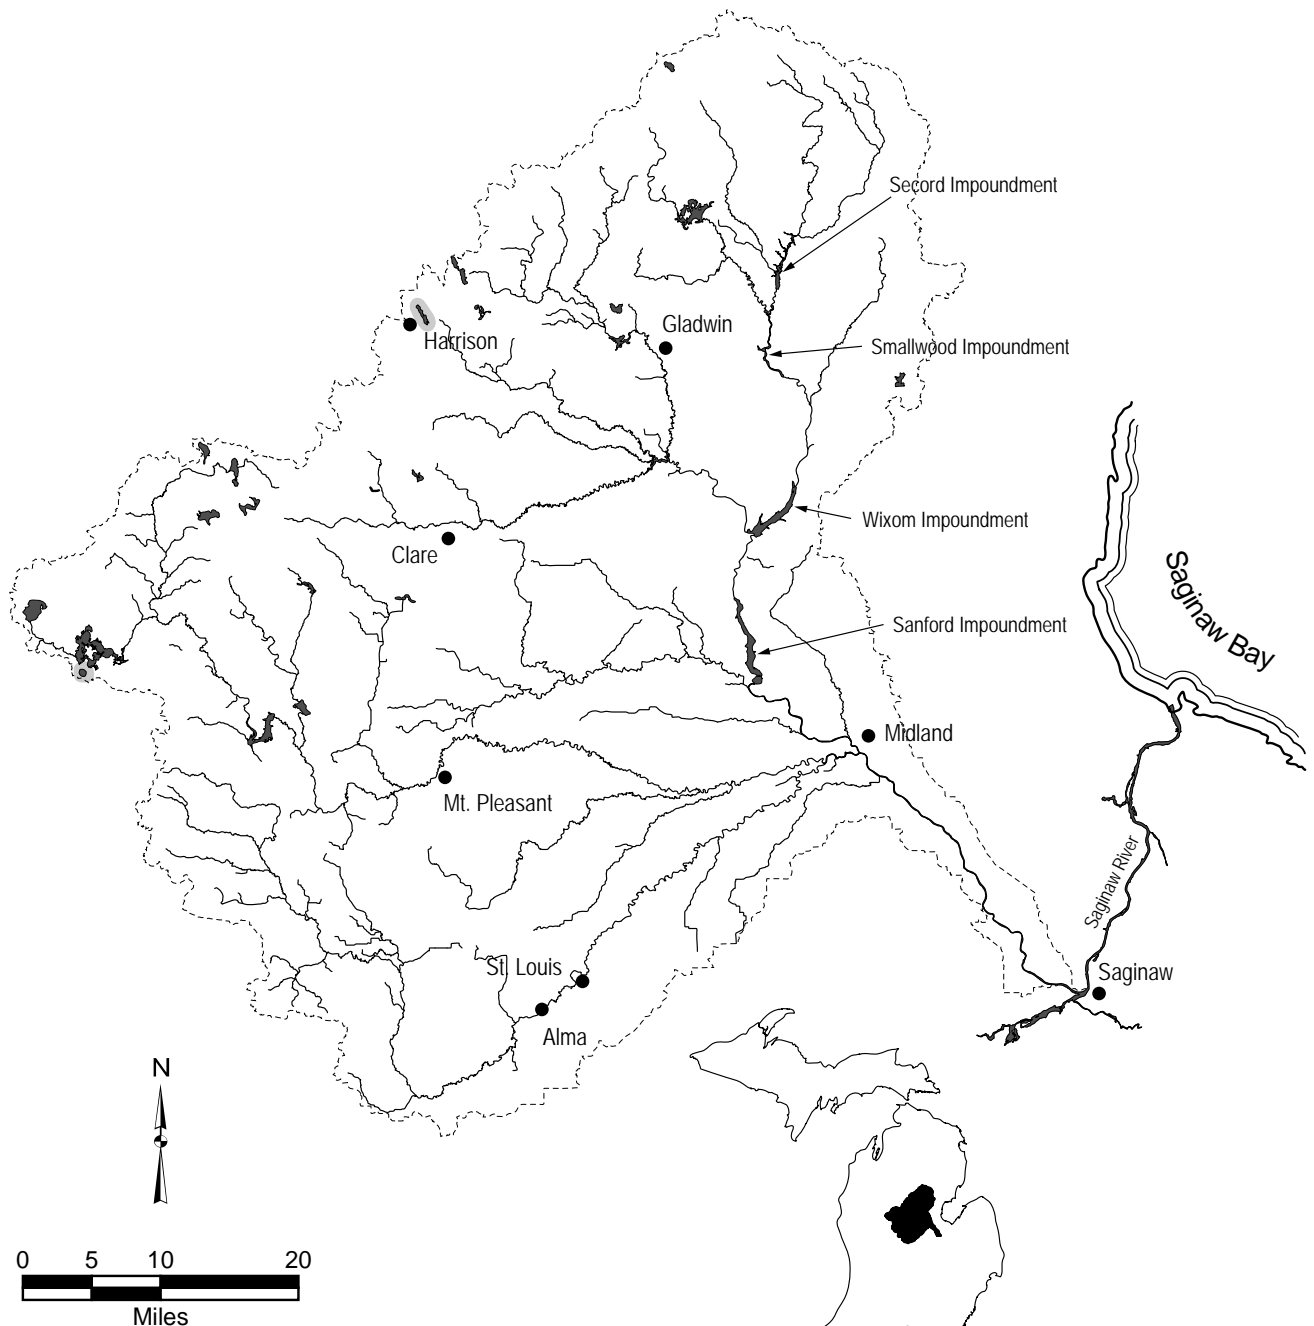 Secord Impoundment
Gladwin
Harrison
Smallwood Impoundment
Wixom Impoundment
Clare
Saginaw Bay
Sanford Impoundment
Midland
Mt. Pleasant
Saginaw River
St. Louis
Saginaw
Alma
N
0 5 10 20
Miles